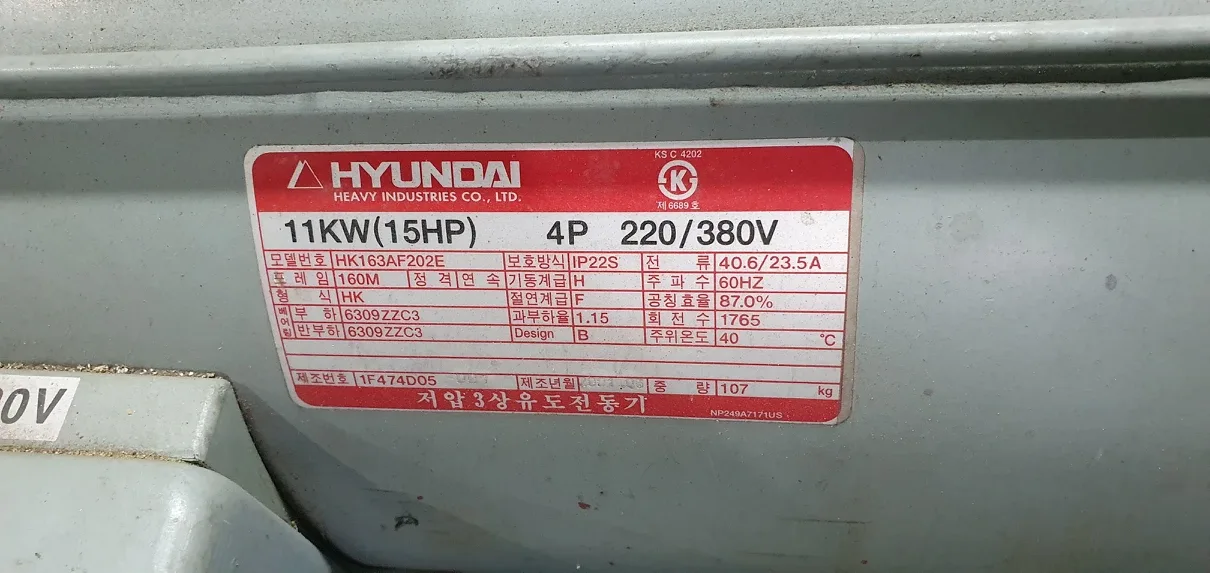 HYUNDAI
HEAVY INDUSTRIES CO., LTD.
KS C 4202
K
제 6689 호
11KW(15HP) 4P 220/380V
모델번호 HK163AF202E 보호방식 IP22S 전 류 40.6/23.5A
프레임 160M 정 격 연 속 기동계급 H 주 파 수 60HZ
형 식 HK 절연계급 F 공칭효율 87.0%
베어링 부 하 6309ZZC3 과부하율 1.15 회 전 수 1765
반부하 6309ZZC3 Design B 주위온도 40 ℃
제조번호 1F474D05 제조년월 중 량 107 kg
저압3상유도전동기
NP249A7171US
0V